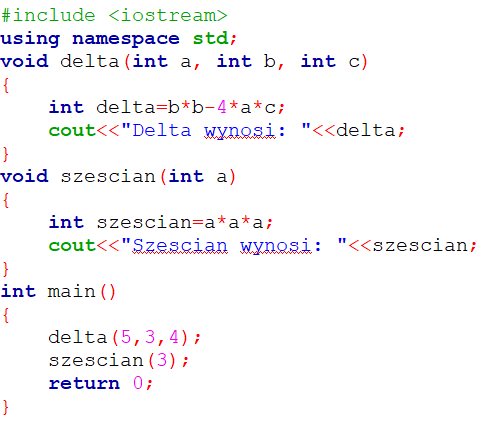 #include <iostream>
using namespace std;
void delta(int a, int b, int c)
{
    int delta=b*b-4*a*c;
    cout<<"Delta wynosi: "<<delta;
}
void szescian(int a)
{
    int szescian=a*a*a;
    cout<<"Szescian wynosi: "<<szescian;
}
int main()
{
    delta(5,3,4);
    szescian(3);
    return 0;
}